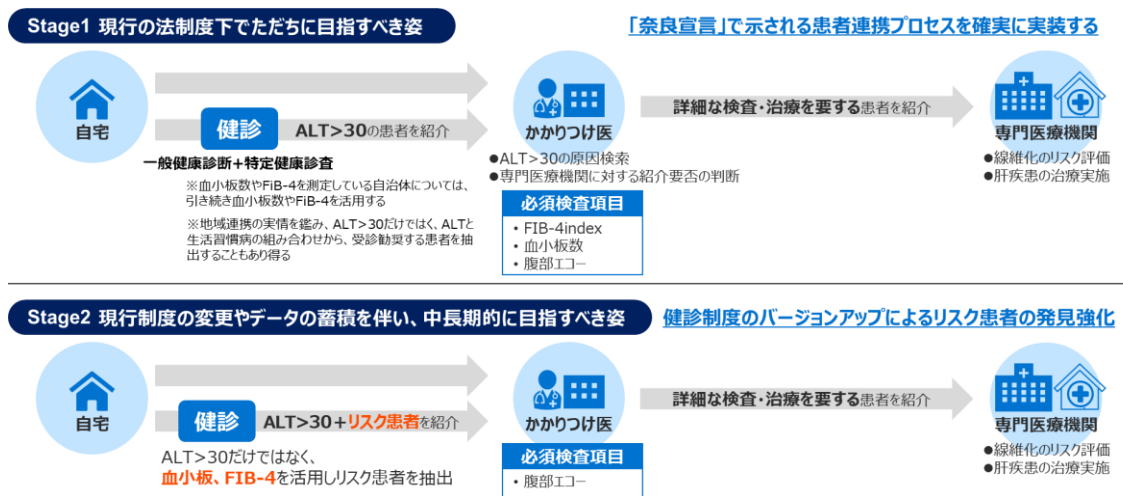 Stage1 現行の法制度下でただちに目指すべき姿
「奈良宣言」で示される患者連携プロセスを確実に実装する
自宅
健診
ALT>30の患者を紹介
一般健康診断+特定健康診査
※血小板数やFiB-4を測定している自治体については、
引き続き血小板数やFiB-4を活用する
※地域連携の実情を鑑み、ALT>30だけではく、ALTと
生活習慣病の組み合わせから、受診勧奨する患者を抽
出することもあり得る
かかりつけ医
●ALT>30の原因検索
●専門医療機関に対する紹介要否の判断
必須検査項目
・FIB-4index
・血小板数
・腹部エコー
詳細な検査・治療を要する患者を紹介
専門医療機関
●線維化のリスク評価
●肝疾患の治療実施
Stage2 現行制度の変更やデータの蓄積を伴い、中長期的に目指すべき姿
健診制度のバージョンアップによるリスク患者の発見強化
自宅
健診
ALT>30+リスク患者を紹介
ALT>30だけではなく、
血小板、FIB-4を活用しリスク患者を抽出
かかりつけ医
必須検査項目
・腹部エコー
詳細な検査・治療を要する患者を紹介
専門医療機関
●線維化のリスク評価
●肝疾患の治療実施